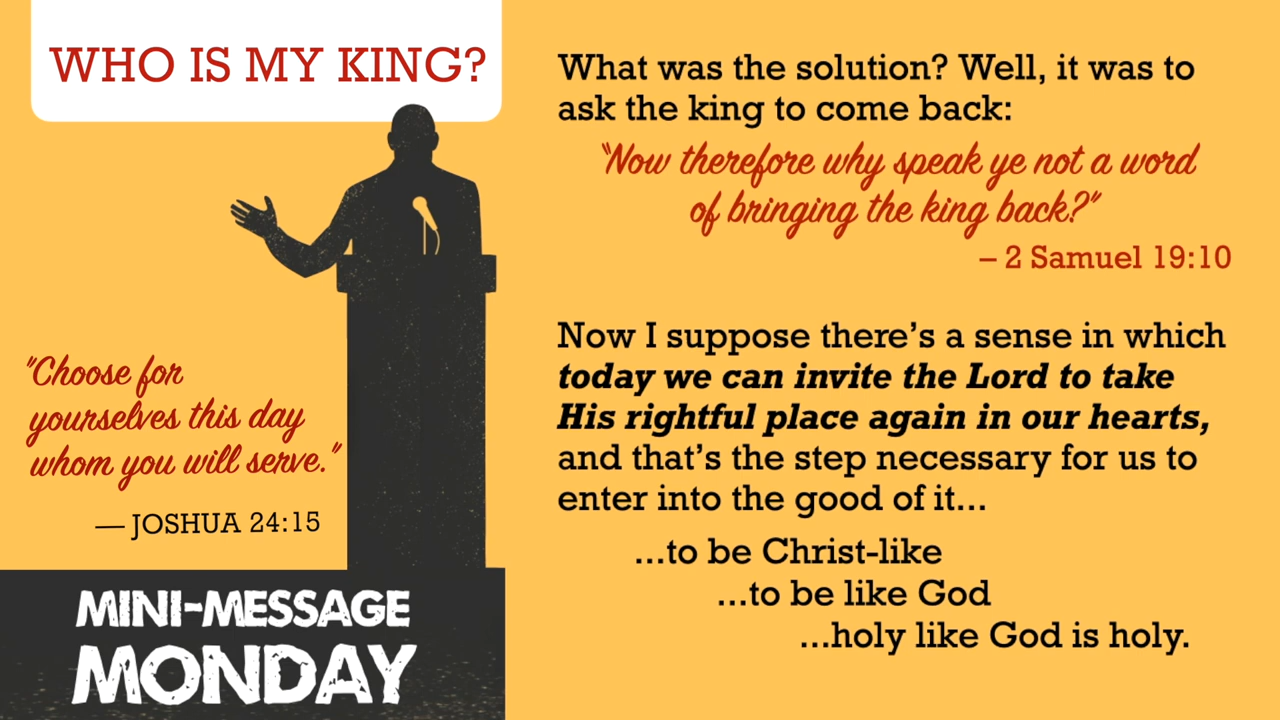 WHO IS MY KING?
"Choose for
yourselves this day
whom you will serve."
— JOSHUA 24:15
MINI-MESSAGE
MONDAY
What was the solution? Well, it was to
ask the king to come back:
"Now therefore why speak ye not a word
of bringing the king back?"
– 2 Samuel 19:10
Now I suppose there's a sense in which
today we can invite the Lord to take
His rightful place again in our hearts,
and that's the step necessary for us to
enter into the good of it...
...to be Christ-like
...to be like God
...holy like God is holy.